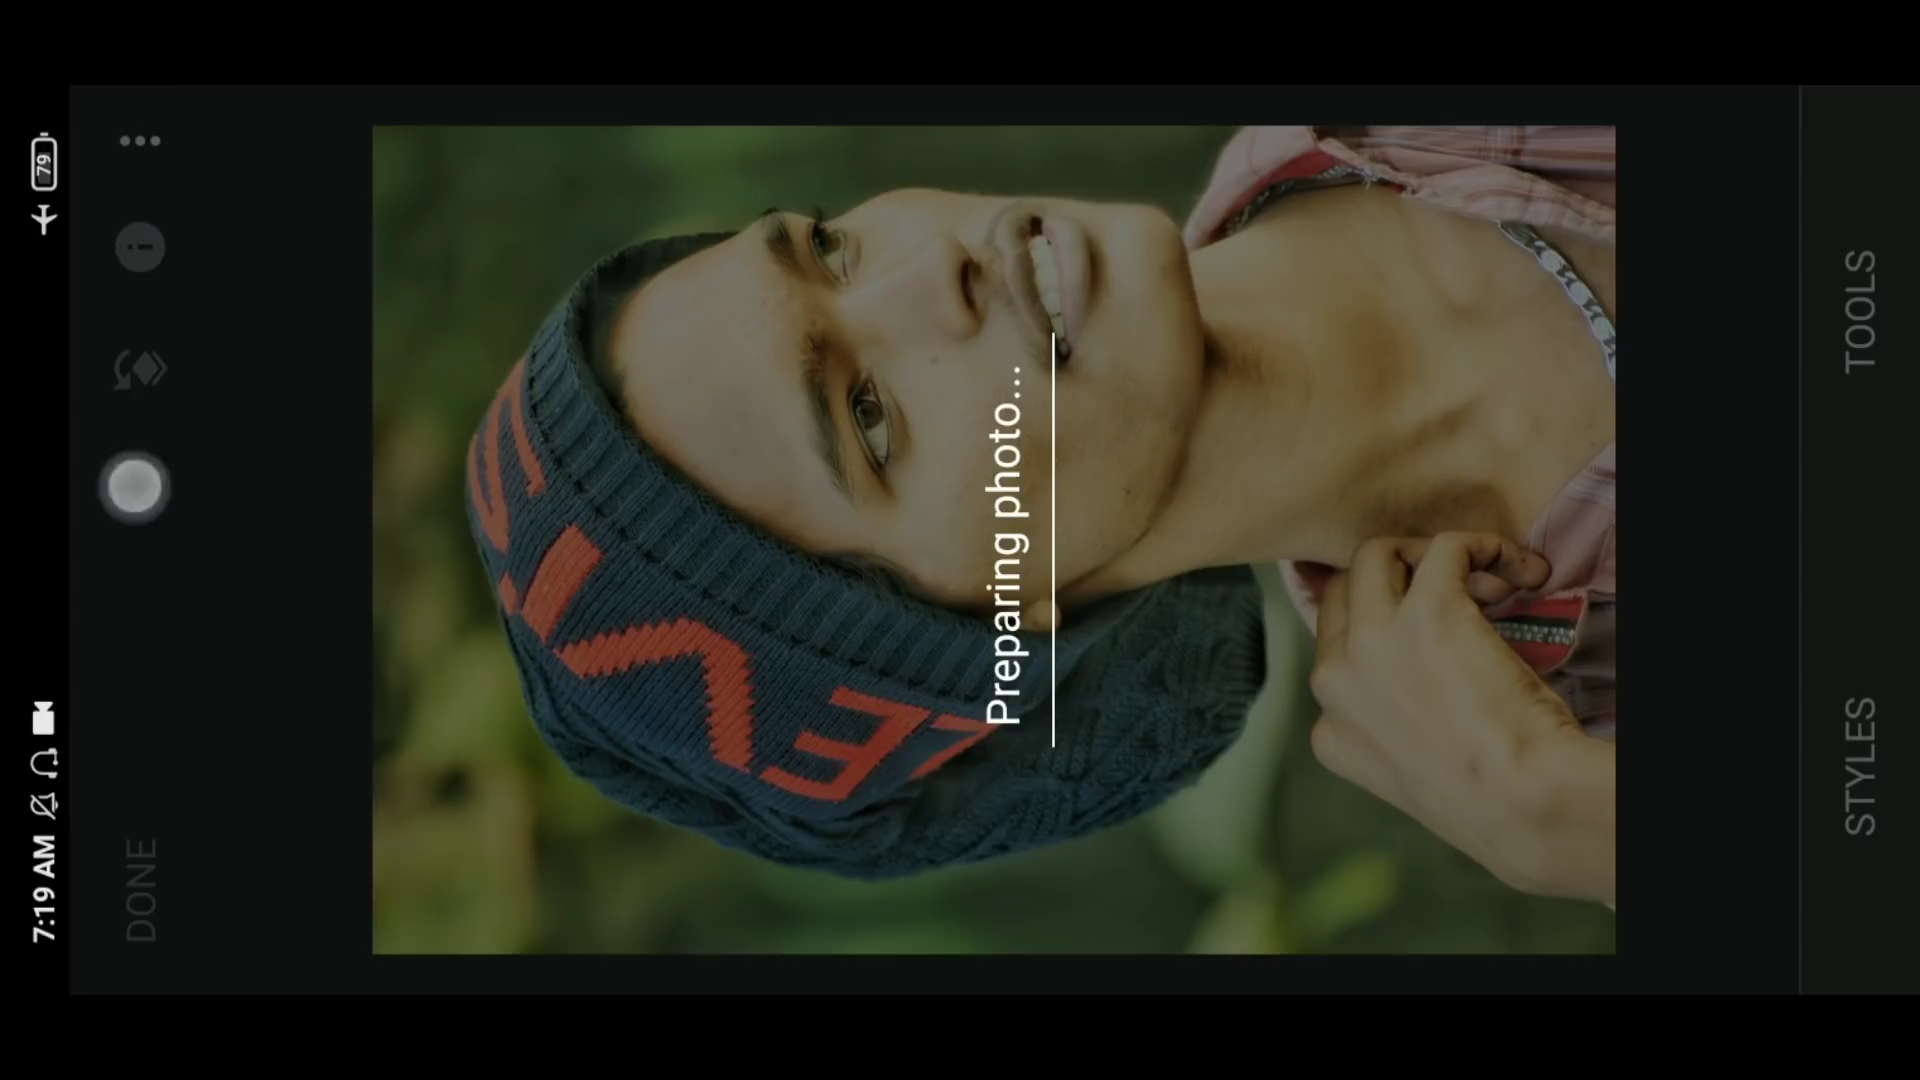 7:19 AM
79
DONE
Preparing photo...
STYLES
TOOLS